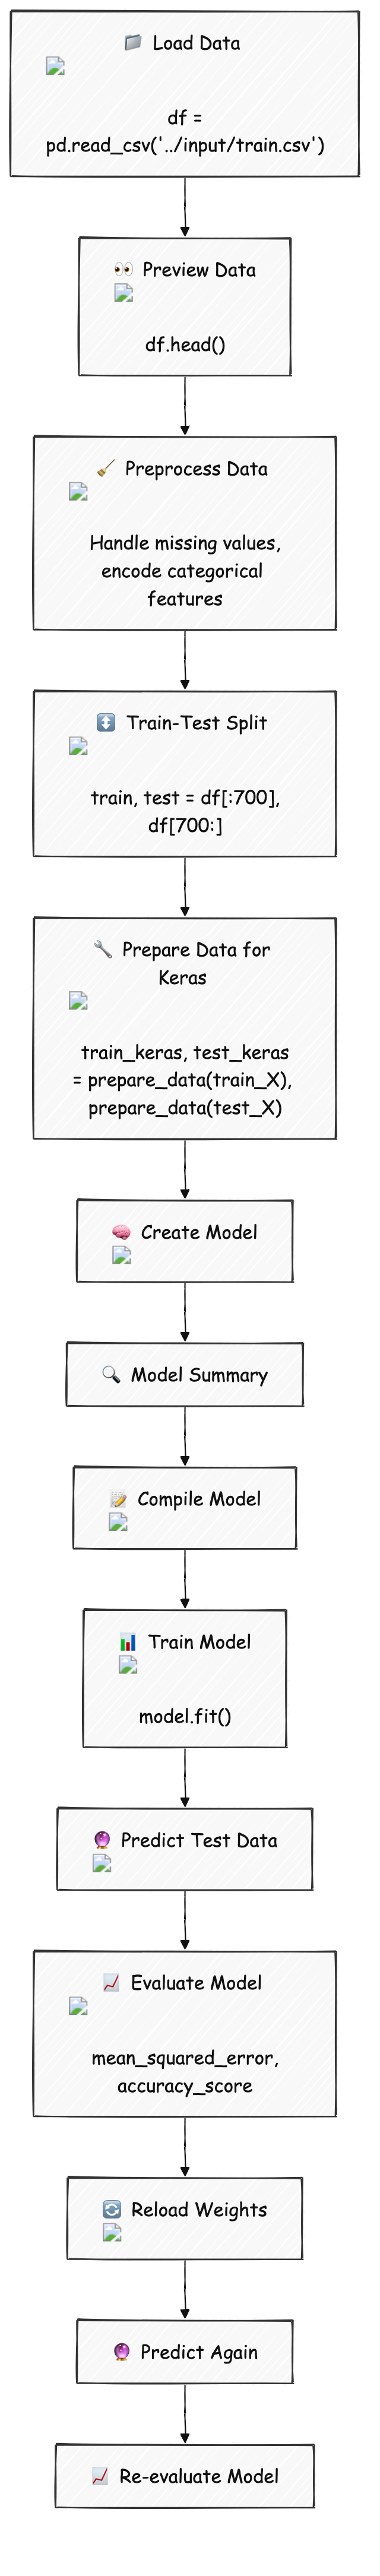 📁 Load Data
df =
pd.read_csv('../input/train.csv')
👀 Preview Data
df.head()
🧹 Preprocess Data
Handle missing values,
encode categorical
features
↕️ Train-Test Split
train, test = df[:700],
df[700:]
🔧 Prepare Data for
Keras
train_keras, test_keras
= prepare_data(train_X),
prepare_data(test_X)
🧠 Create Model
🔍 Model Summary
📝 Compile Model
📊 Train Model
model.fit()
🔮 Predict Test Data
📈 Evaluate Model
mean_squared_error,
accuracy_score
🔄 Reload Weights
🔮 Predict Again
📈 Re-evaluate Model